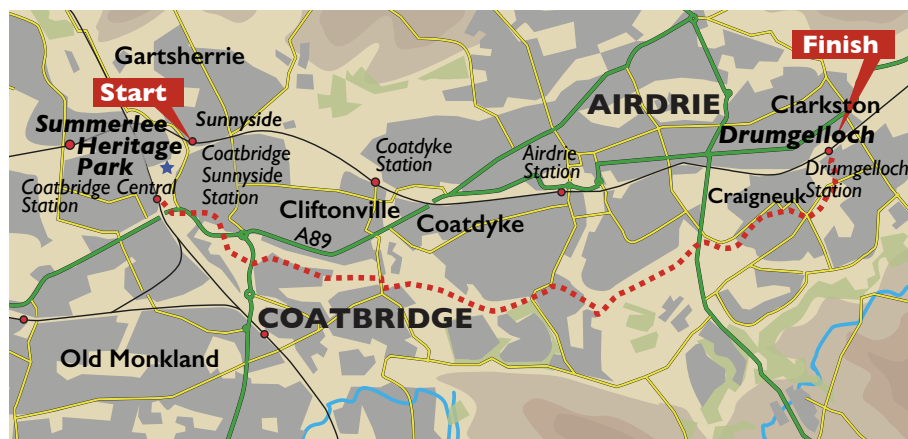 Gartsherrie
Start
Sunnyside
Summerlee
Heritage
Park
Coatbridge
Sunnyside
Station
Coatbridge Central
Station
Coatdyke
Station
Cliftonville
A89
Coatdyke
Airdrie
Station
AIRDRIE
Finish
Clarkston
Drumgelloch
Drumgelloch
Station
Craigneuk
COATBRIDGE
Old Monkland